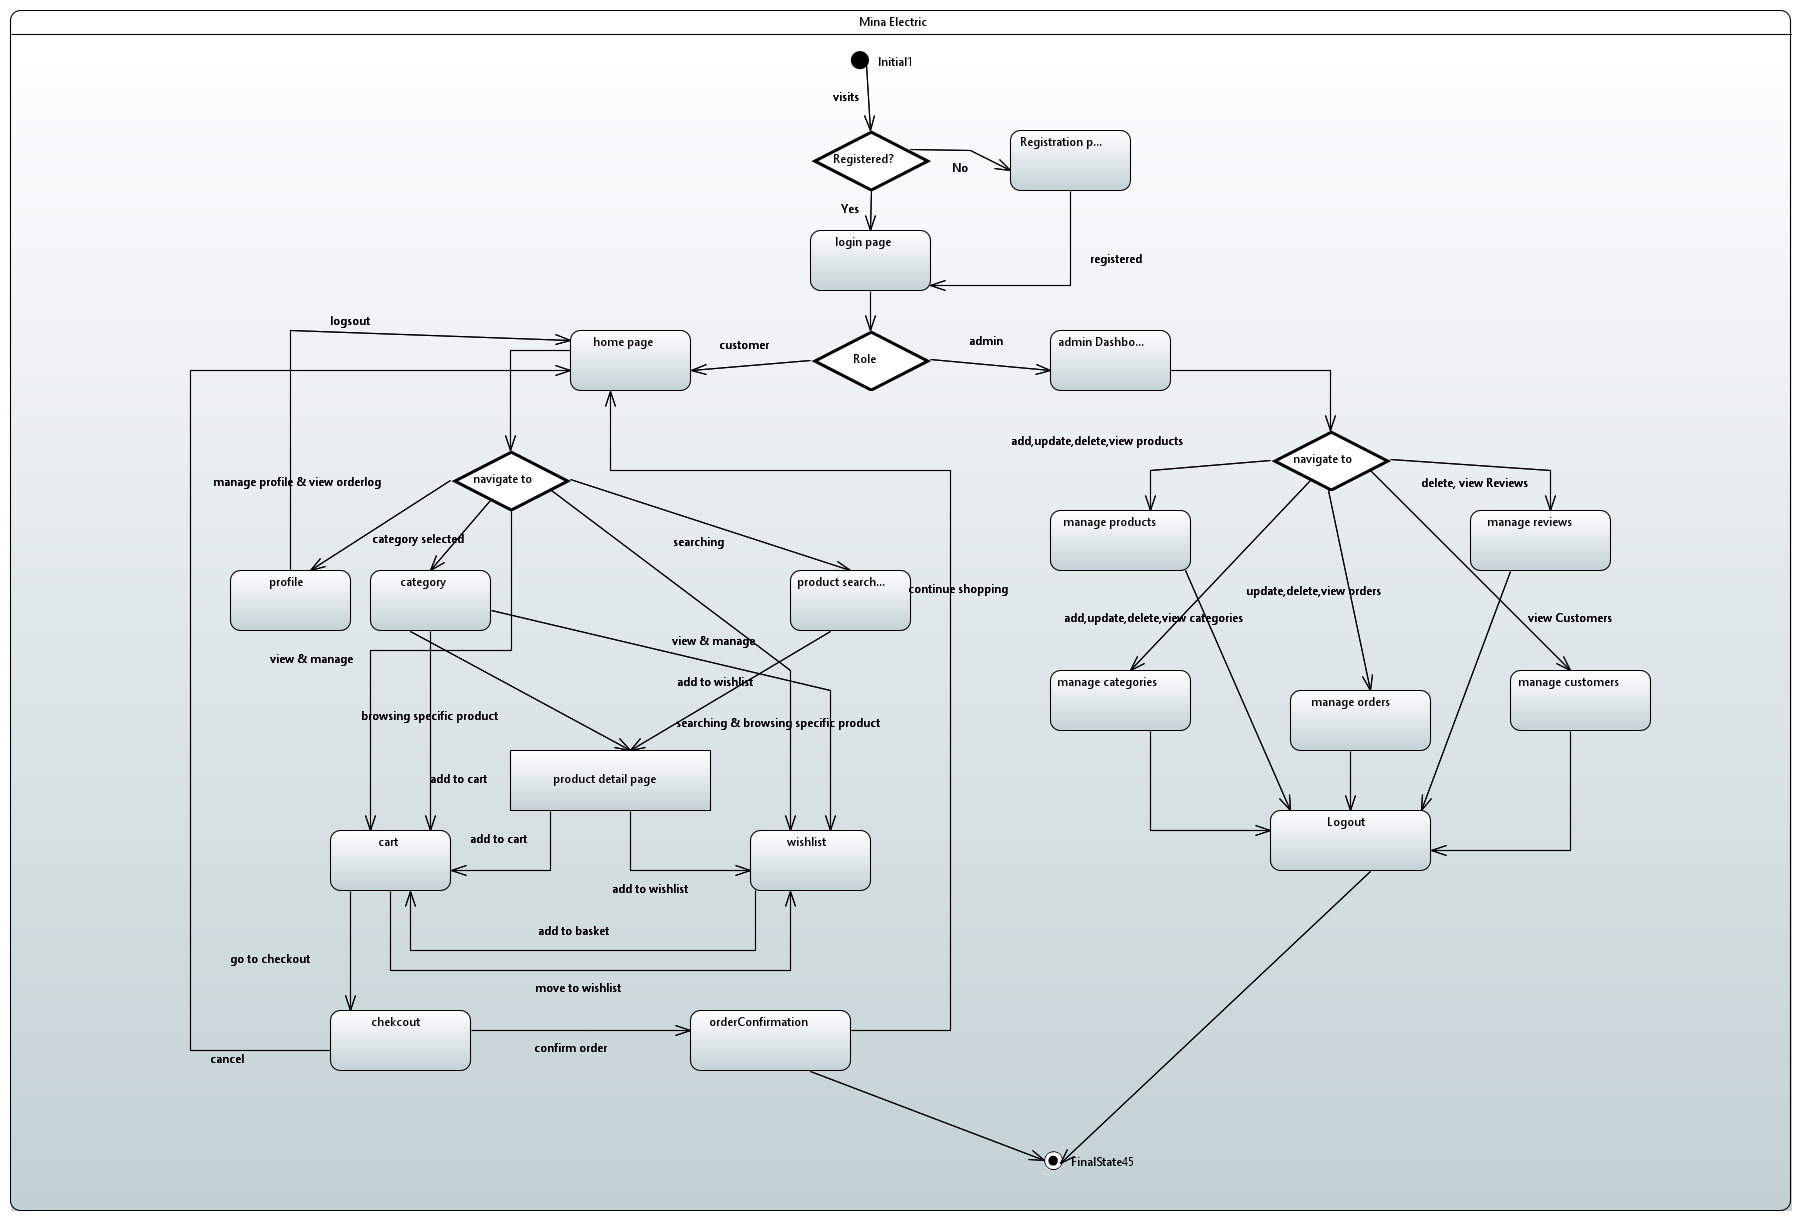 Mina Electric
Initial1
visits
Registered?
Registration p...
No
Yes
login page
registered
logsout
home page
customer
Role
admin
admin Dashbo...
add,update,delete,view products
navigate to
manage profile & view orderlog
navigate to
delete, view Reviews
manage products
manage reviews
category selected
searching
profile
category
product search...
continue shopping
update,delete,view orders
add,update,delete,view categories
view Customers
view & manage
view & manage
add to wishlist
manage categories
manage orders
manage customers
browsing specific product
searching & browsing specific product
add to cart
product detail page
Logout
cart
add to cart
wishlist
add to wishlist
add to basket
go to checkout
move to wishlist
chekcout
orderConfirmation
confirm order
cancel
FinalState45